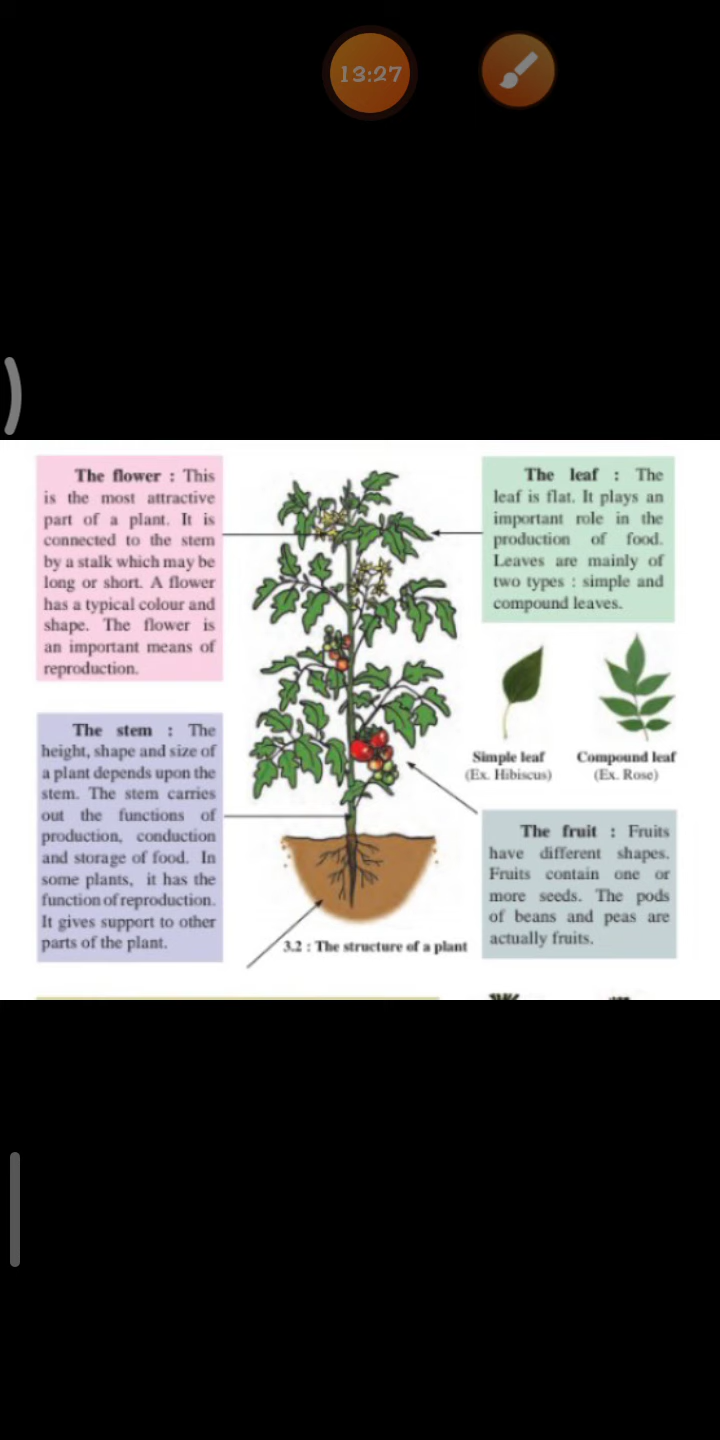 13:27
The flower : This
is the most attractive
part of a plant. It is
connected to the stem
by a stalk which may be
long or short. A flower
has a typical colour and
shape. The flower is
an important means of
reproduction.
The stem : The
height, shape and size of
a plant depends upon the
stem. The stem carries
out the functions of
production, conduction
and storage of food. In
some plants, it has the
function of reproduction.
It gives support to other
parts of the plant.
The leaf : The
leaf is flat. It plays an
important role in the
production of food.
Leaves are mainly of
two types : simple and
compound leaves.
Simple leaf
(Ex. Hibiscus)
Compound leaf
(Ex. Rose)
The fruit : Fruits
have different shapes.
Fruits contain one or
more seeds. The pods
of beans and peas are
actually fruits.
3.2 : The structure of a plant